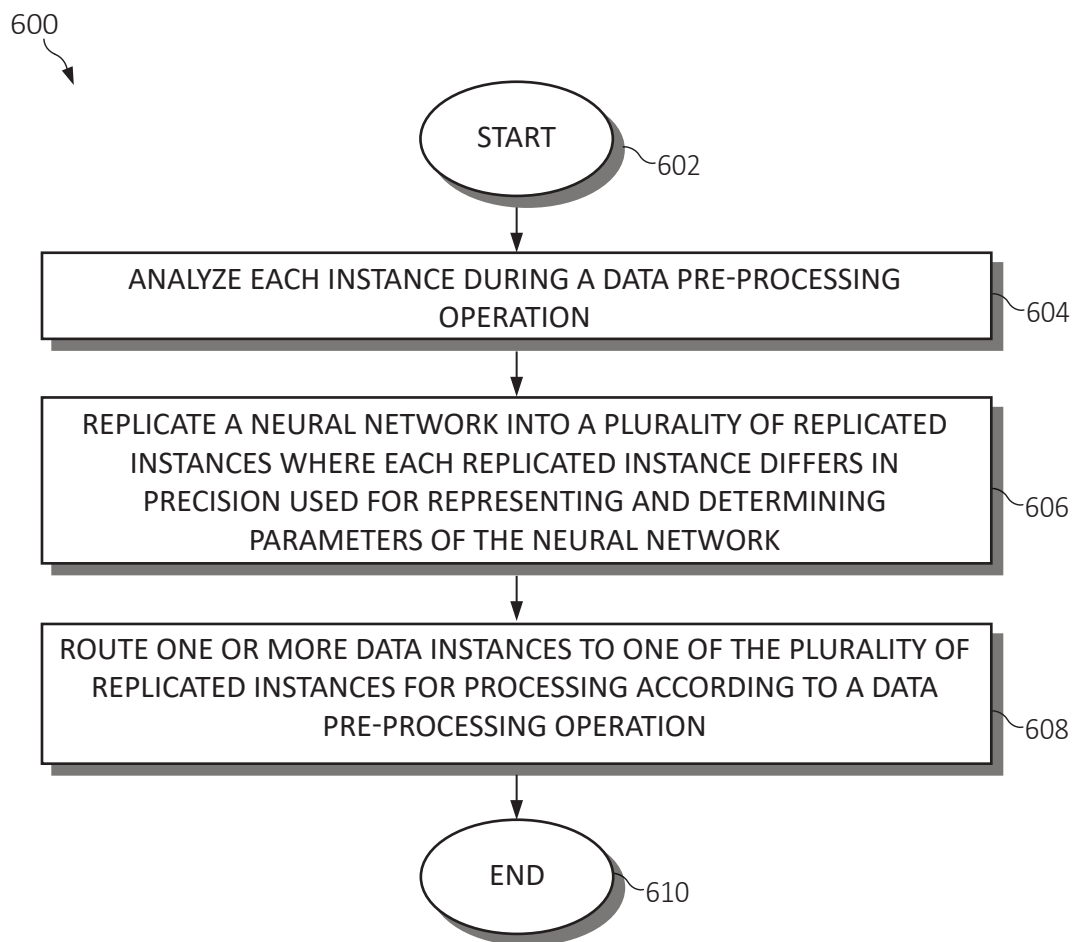 600
START
602
ANALYZE EACH INSTANCE DURING A DATA PRE-PROCESSING
OPERATION
604
REPLICATE A NEURAL NETWORK INTO A PLURALITY OF REPLICATED
INSTANCES WHERE EACH REPLICATED INSTANCE DIFFERS IN
PRECISION USED FOR REPRESENTING AND DETERMINING
PARAMETERS OF THE NEURAL NETWORK
606
ROUTE ONE OR MORE DATA INSTANCES TO ONE OF THE PLURALITY OF
REPLICATED INSTANCES FOR PROCESSING ACCORDING TO A DATA
PRE-PROCESSING OPERATION
608
END
610